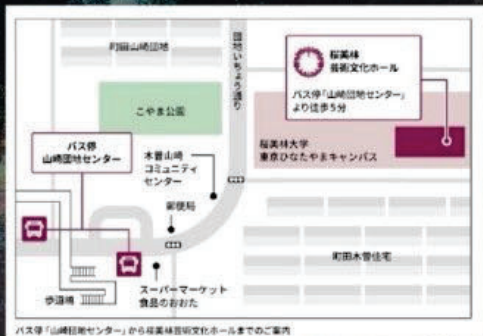 町田山崎団地
団地いちょう通り
桜美林
芸術文化ホール
バス停「山崎団地センター」
より徒歩5分
こやま公園
バス停
山崎団地センター
木曽山崎
コミュニティ
センター
桜美林大学
東京ひなたやまキャンパス
郵便局
町田木曽住宅
スーパーマーケット
食品のおおた
歩道橋
バス停「山崎団地センター」から桜美林芸術文化ホールまでのご案内